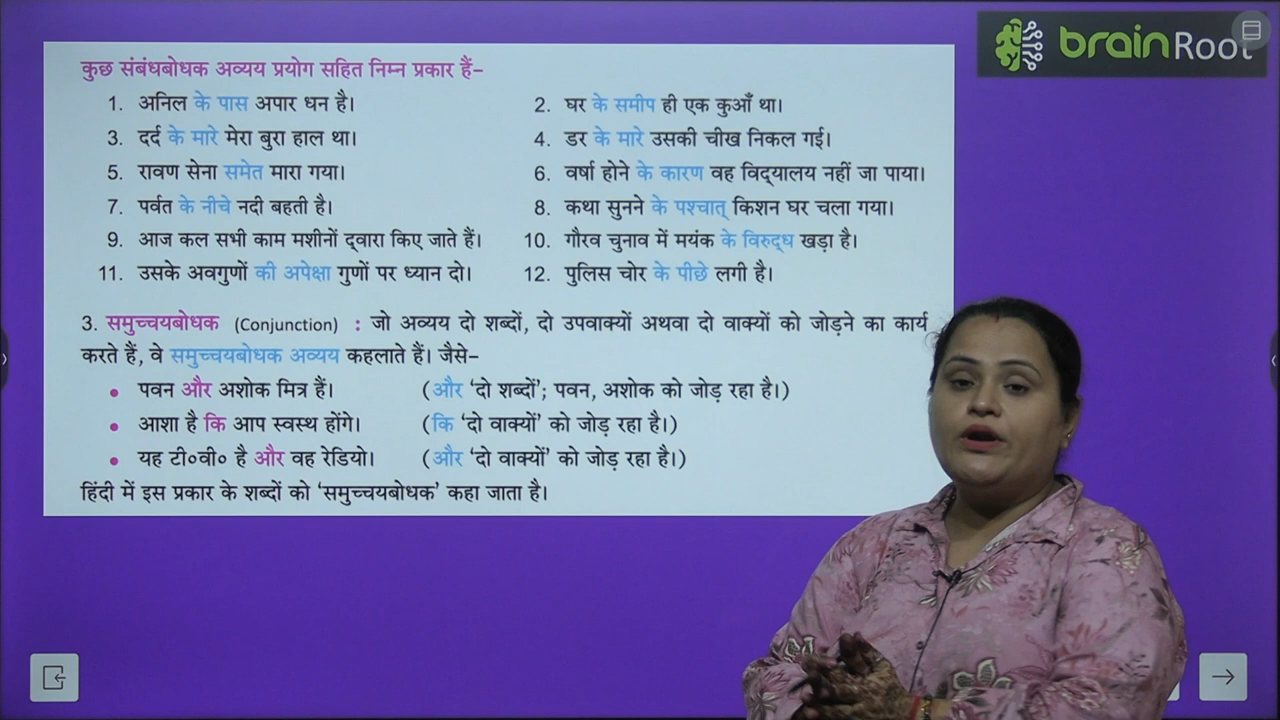 brainRoot
कुछ संबंधबोधक अव्यय प्रयोग सहित निम्न प्रकार हैं–
1. अनिल के पास अपार धन है।
2. घर के समीप ही एक कुआँ था।
3. दर्द के मारे मेरा बुरा हाल था।
4. डर के मारे उसकी चीख निकल गई।
5. रावण सेना समेत मारा गया।
6. वर्षा होने के कारण वह विद्यालय नहीं जा पाया।
7. पर्वत के नीचे नदी बहती है।
8. कथा सुनने के पश्चात् किशन घर चला गया।
9. आज कल सभी काम मशीनों द्वारा किए जाते हैं।
10. गौरव चुनाव में मयंक के विरुद्ध खड़ा है।
11. उसके अवगुणों की अपेक्षा गुणों पर ध्यान दो।
12. पुलिस चोर के पीछे लगी है।
3. समुच्चयबोधक (Conjunction) : जो अव्यय दो शब्दों, दो उपवाक्यों अथवा दो वाक्यों को जोड़ने का कार्य
करते हैं, वे समुच्चयबोधक अव्यय कहलाते हैं। जैसे–
• पवन और अशोक मित्र हैं। (और ‘दो शब्दों’; पवन, अशोक को जोड़ रहा है।)
• आशा है कि आप स्वस्थ होंगे। (कि ‘दो वाक्यों’ को जोड़ रहा है।)
• यह टी०वी० है और वह रेडियो। (और ‘दो वाक्यों’ को जोड़ रहा है।)
हिंदी में इस प्रकार के शब्दों को ‘समुच्चयबोधक’ कहा जाता है।